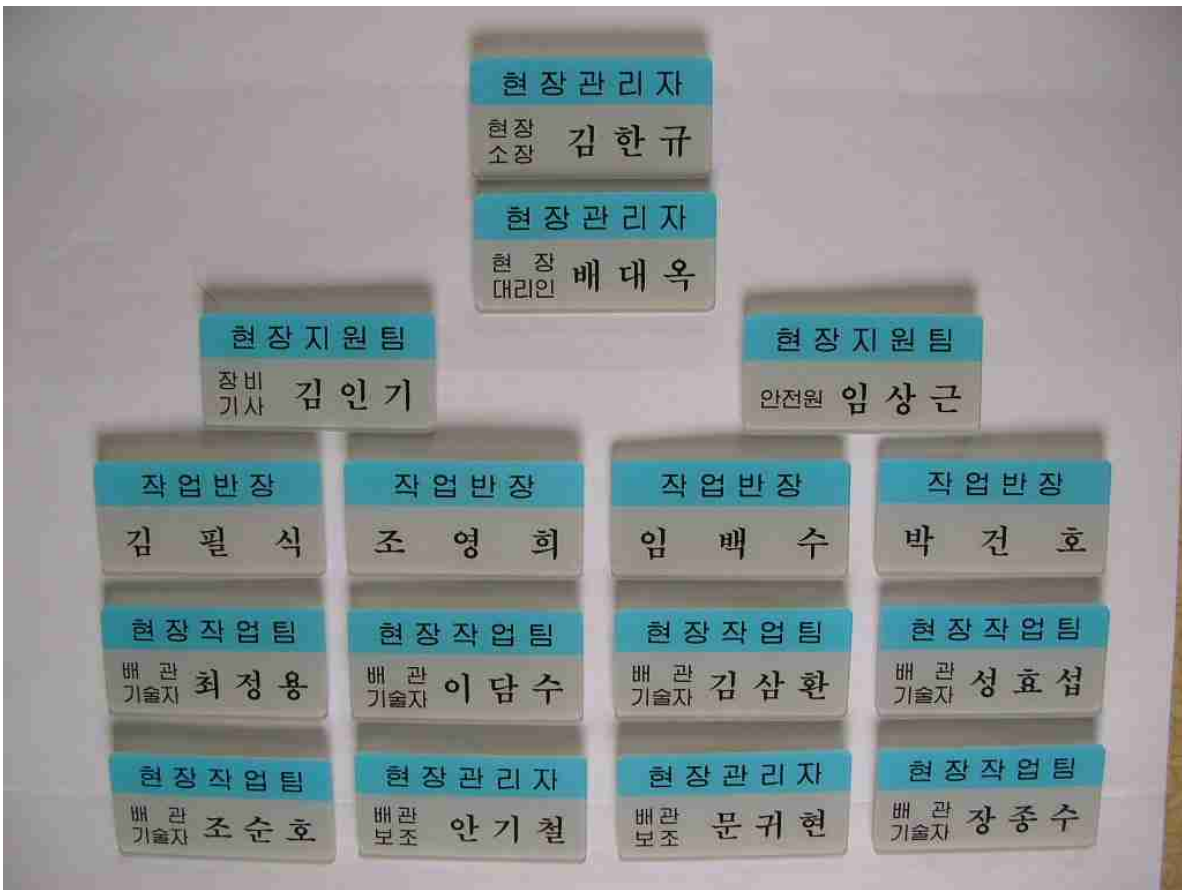 현장관리자
현장
소장
김한규
현장관리자
현 장
대리인
배대옥
현장지원팀
장비
기사
김인기
현장지원팀
안전원 임상근
작업반장
김필식
작업반장
조영희
작업반장
임백수
작업반장
박건호
현장작업팀
배 관
기술자
최정용
현장작업팀
배 관
기술자
이담수
현장작업팀
배 관
기술자
김삼환
현장작업팀
배 관
기술자
성효섭
현장작업팀
배 관
기술자
조순호
현장관리자
배관
보조
안기철
현장관리자
배관
보조
문귀현
현장작업팀
배 관
기술자
장종수